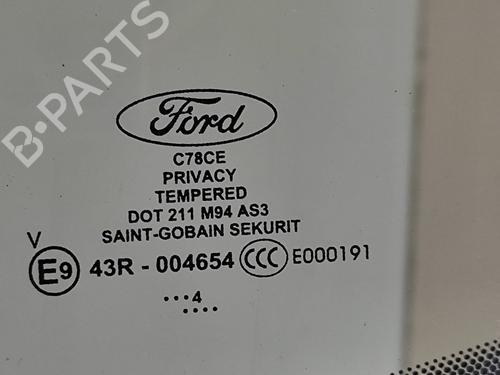 B-PARTS
Ford
C78CE
PRIVACY
TEMPERED
DOT 211 M94 AS3
SAINT-GOBAIN SEKURIT
V
E9 43R - 004654 CCC E000191
...4
....